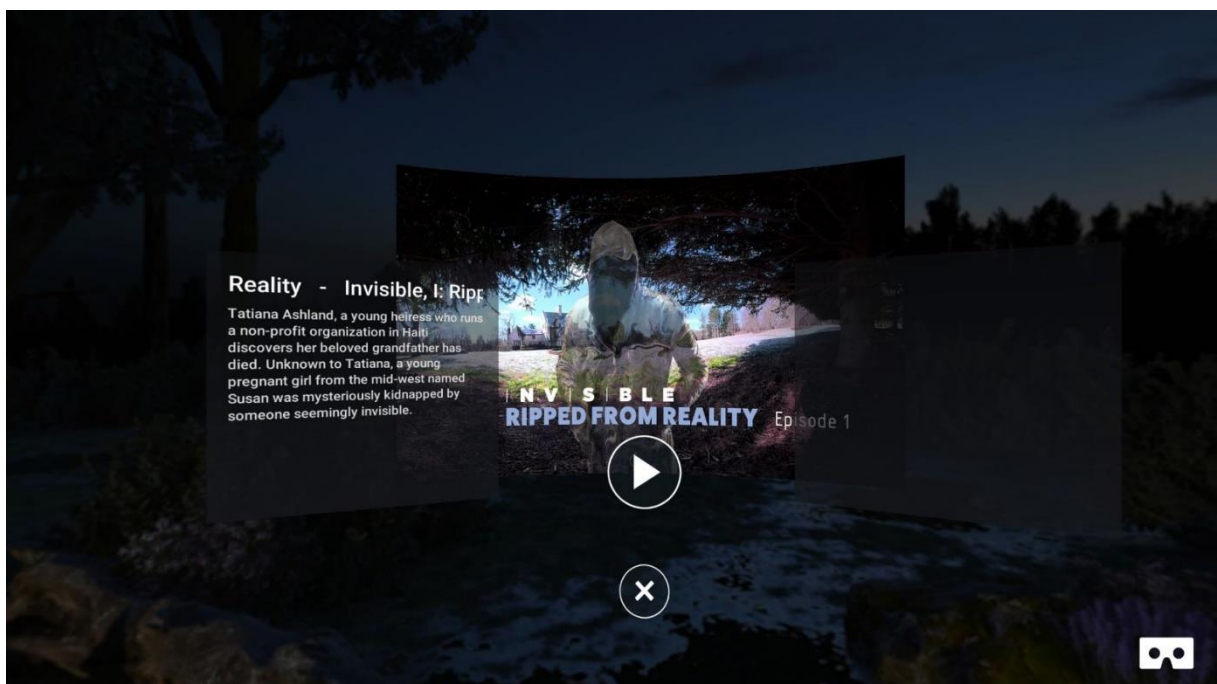 Reality - Invisible, I: Ripp
Tatiana Ashland, a young heiress who runs
a non-profit organization in Haiti
discovers her beloved grandfather has
died. Unknown to Tatiana, a young
pregnant girl from the mid-west named
Susan was mysteriously kidnapped by
someone seemingly invisible.
INVISIBLE
RIPPED FROM REALITY Episode 1